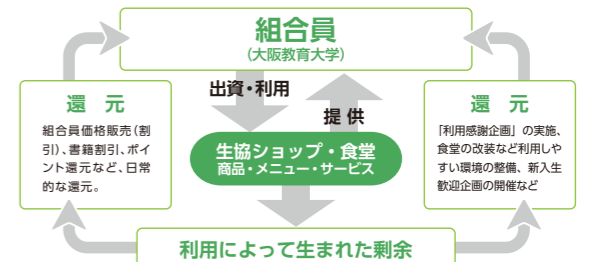 組合員
(大阪教育大学)
出資・利用
提供
還元
組合員価格販売(割
引)、書籍割引、ポイ
ント還元など、日常
的な還元。
生協ショップ・食堂
商品・メニュー・サービス
還元
「利用感謝企画」の実施、
食堂の改装など利用しや
すい環境の整備、新入生
歓迎企画の開催など
利用によって生まれた剰余